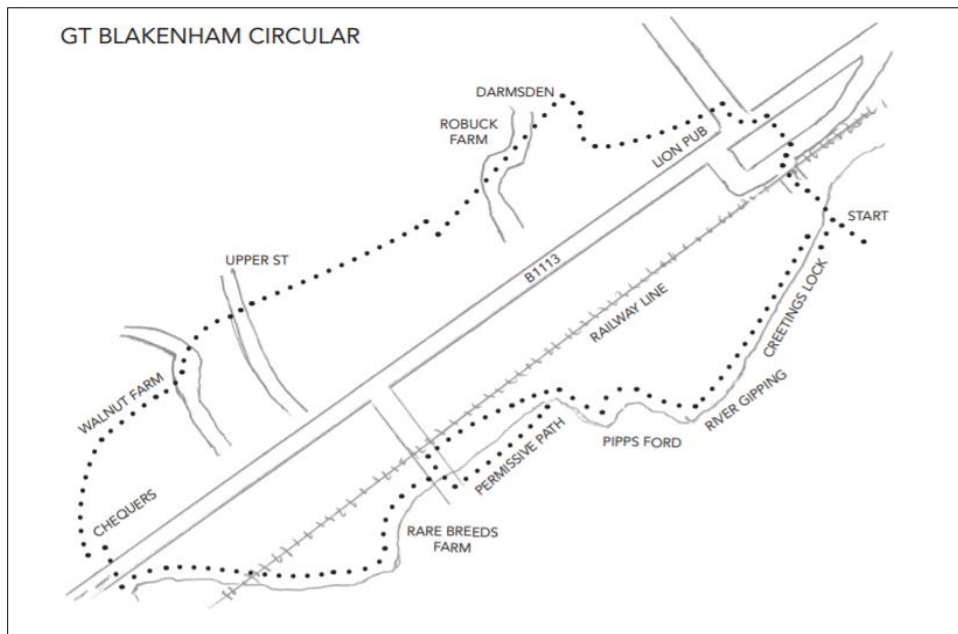 GT BLAKENHAM CIRCULAR
DARMSDEN
ROBUCK
FARM
LION PUB
START
UPPER ST
B1113
RAILWAY LINE
CREETINGS LOCK
WALNUT FARM
RIVER GIPPING
PIPPS FORD
PERMISSIVE PATH
CHEQUERS
RARE BREEDS
FARM